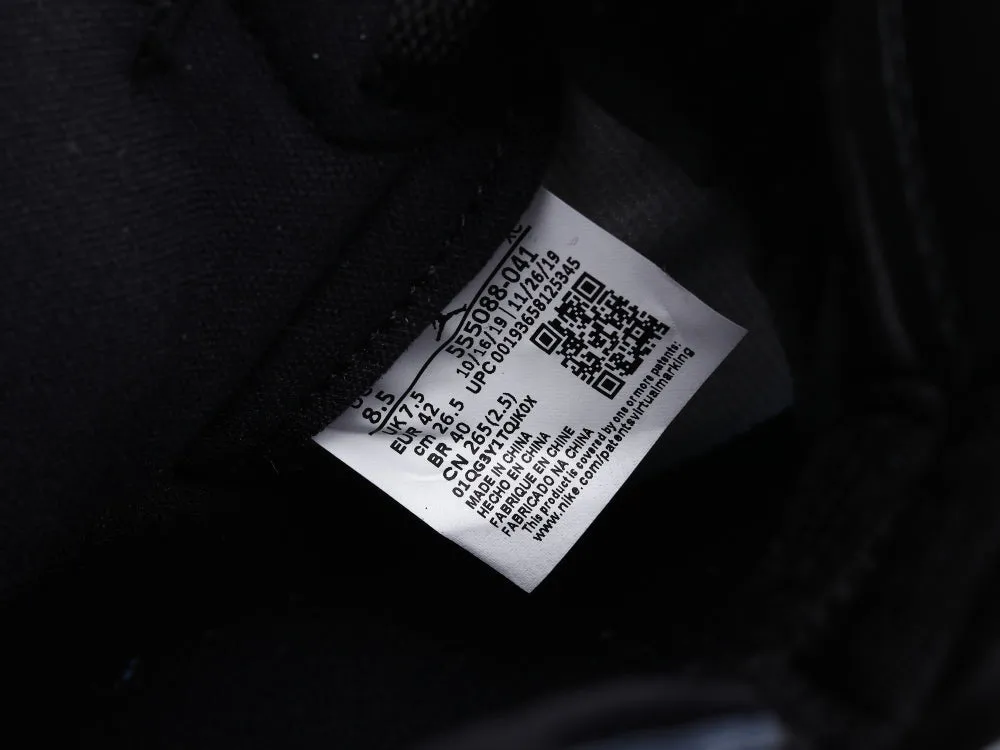 XC
8.5
555088-041
UK 7.5
10/16/19 | 11/26/19
EUR 42
UPC:00193658125345
cm 26.5
BR 40
CN 265(2.5)
01QG3V1TQJK0X
MADE IN CHINA
HECHO EN CHINA
FABRIQUE EN CHINE
FABRICADO NA CHINA
This product is covered by one or more patents:
www.nike.com/patentsvirtualmarking